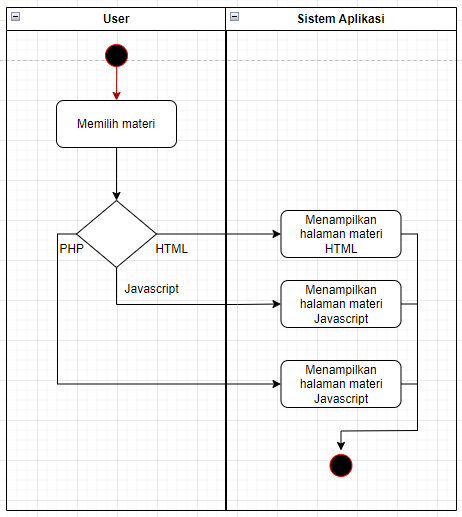 User
Sistem Aplikasi
Memilih materi
PHP
HTML
Javascript
Menampilkan
halaman materi
HTML
Menampilkan
halaman materi
Javascript
Menampilkan
halaman materi
Javascript